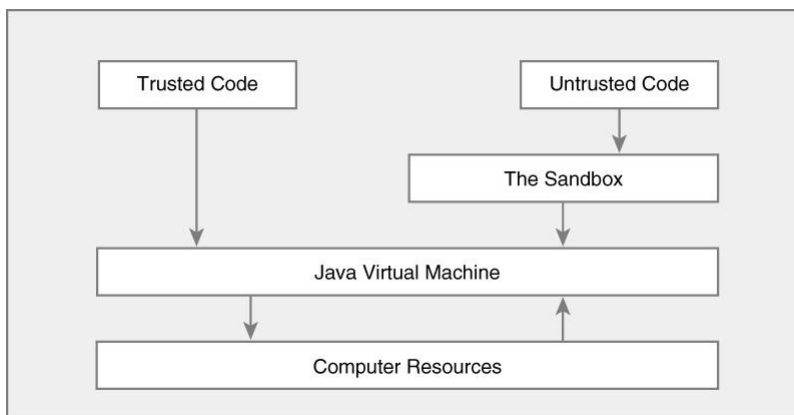 Trusted Code
Untrusted Code
The Sandbox
Java Virtual Machine
Computer Resources